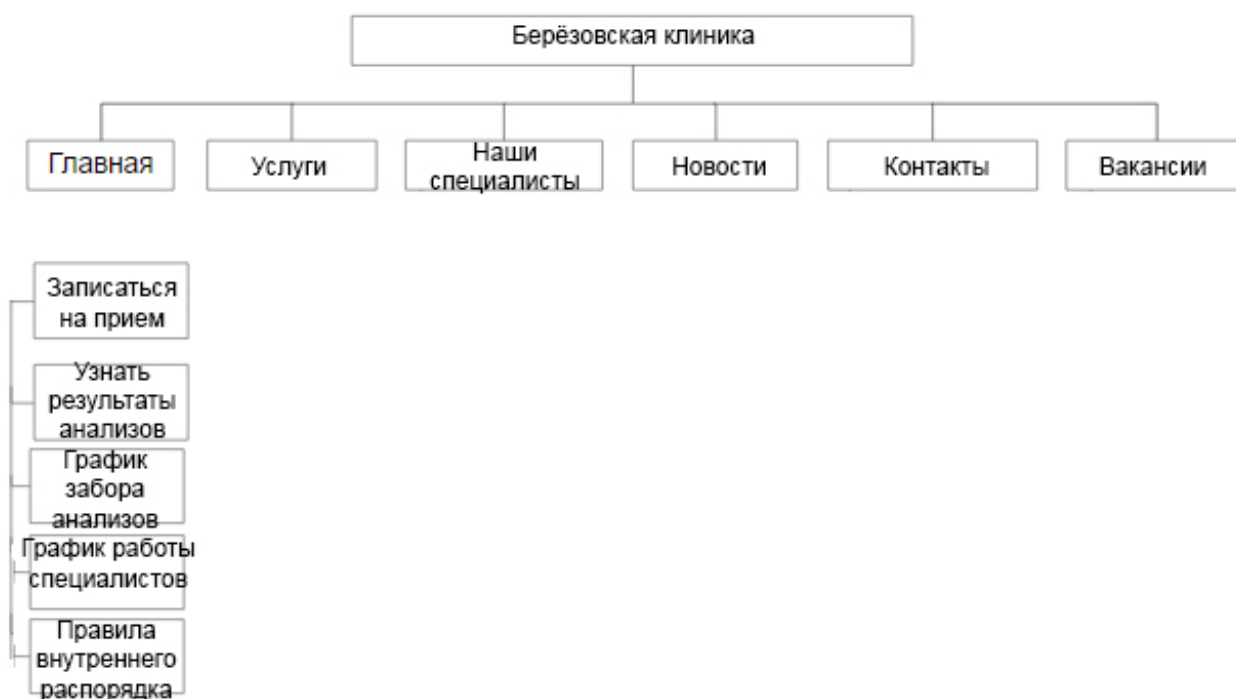 Берёзовская клиника
Главная
Услуги
Наши
специалисты
Новости
Контакты
Вакансии
Записаться
на прием
Узнать
результаты
анализов
График
забора
анализов
График работы
специалистов
Правила
внутреннего
распорядка